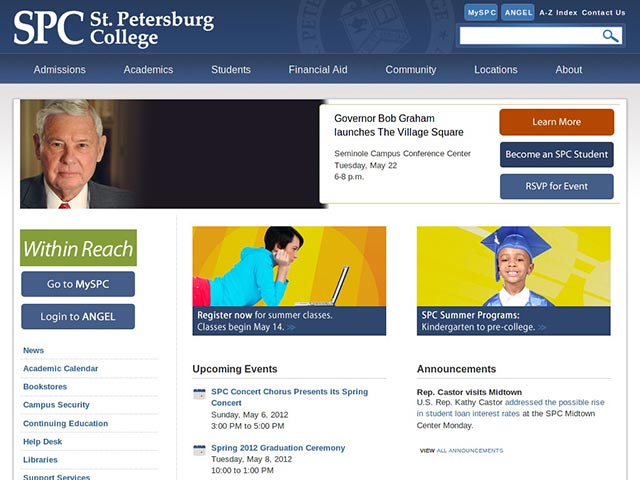 SPC St. Petersburg College
MySPC ANGEL A-Z Index Contact Us
Admissions Academics Students Financial Aid Community Locations About
Governor Bob Graham
launches The Village Square
Seminole Campus Conference Center
Tuesday, May 22
6-8 p.m.
Learn More
Become an SPC Student
RSVP for Event
Within Reach
Go to MySPC
Login to ANGEL
News
Academic Calendar
Bookstores
Campus Security
Continuing Education
Help Desk
Libraries
Support Services
Register now for summer classes.
Classes begin May 14. >>
SPC Summer Programs:
Kindergarten to pre-college. >>
Upcoming Events
SPC Concert Chorus Presents its Spring
Concert
Sunday, May 6, 2012
3:00 PM to 5:00 PM
Spring 2012 Graduation Ceremony
Tuesday, May 8, 2012
10:00 to 1:00 PM
Announcements
Rep. Castor visits Midtown
U.S. Rep. Kathy Castor addressed the possible rise
in student loan interest rates at the SPC Midtown
Center Monday.
VIEW ALL ANNOUNCEMENTS